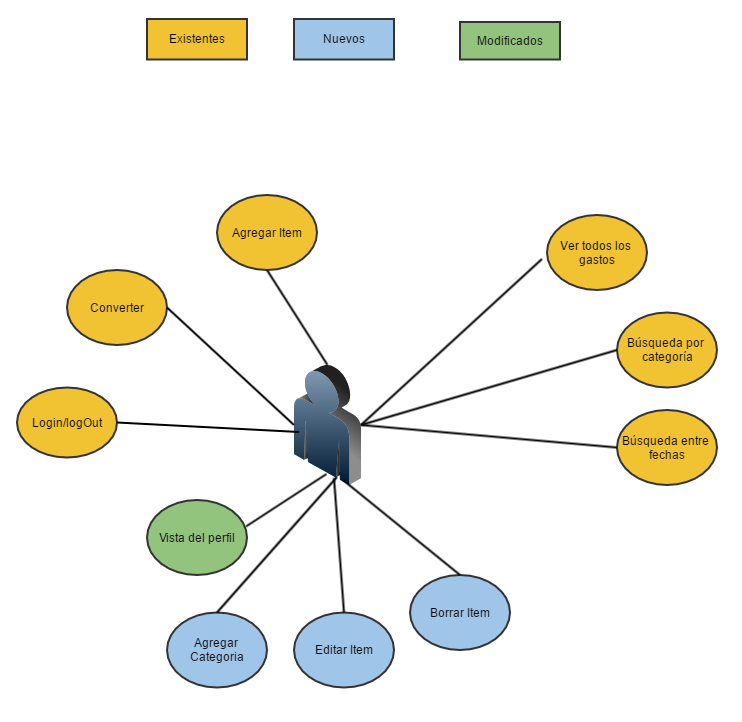 Existentes
Nuevos
Modificados
Agregar Item
Ver todos los
gastos
Converter
Búsqueda por
categoría
Login/logOut
Búsqueda entre
fechas
Vista del perfil
Agregar
Categoria
Editar Item
Borrar Item